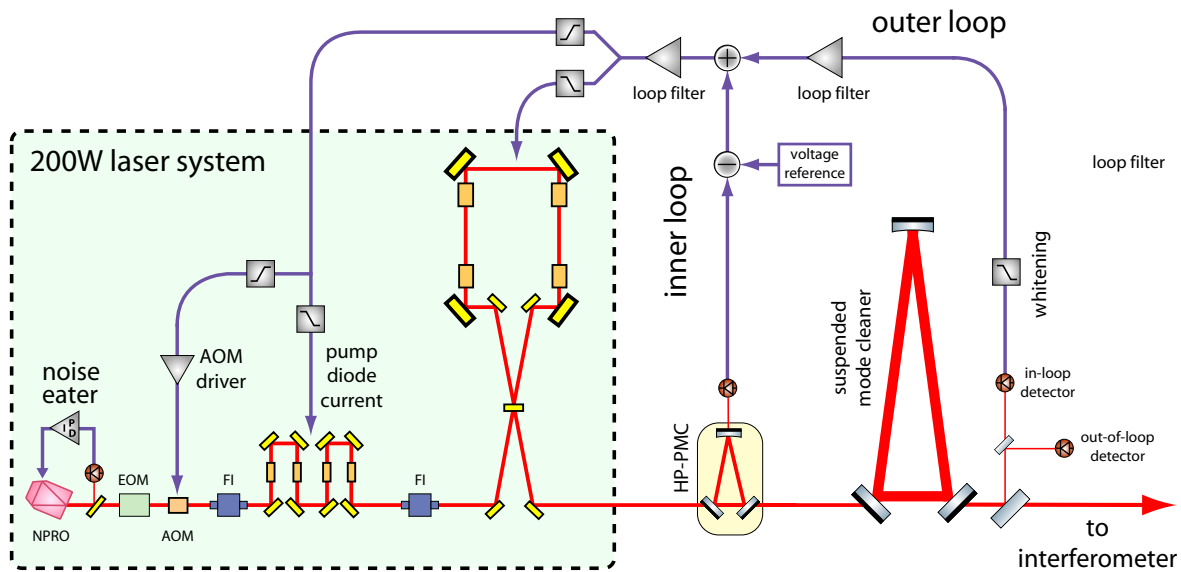 outer loop
loop filter
loop filter
200W laser system
voltage
reference
loop filter
inner loop
whitening
suspended
mode cleaner
AOM
driver
pump
diode
current
noise
eater
in-loop
detector
P
I
D
HP-PMC
out-of-loop
detector
EOM
FI
FI
NPRO
AOM
to
interferometer